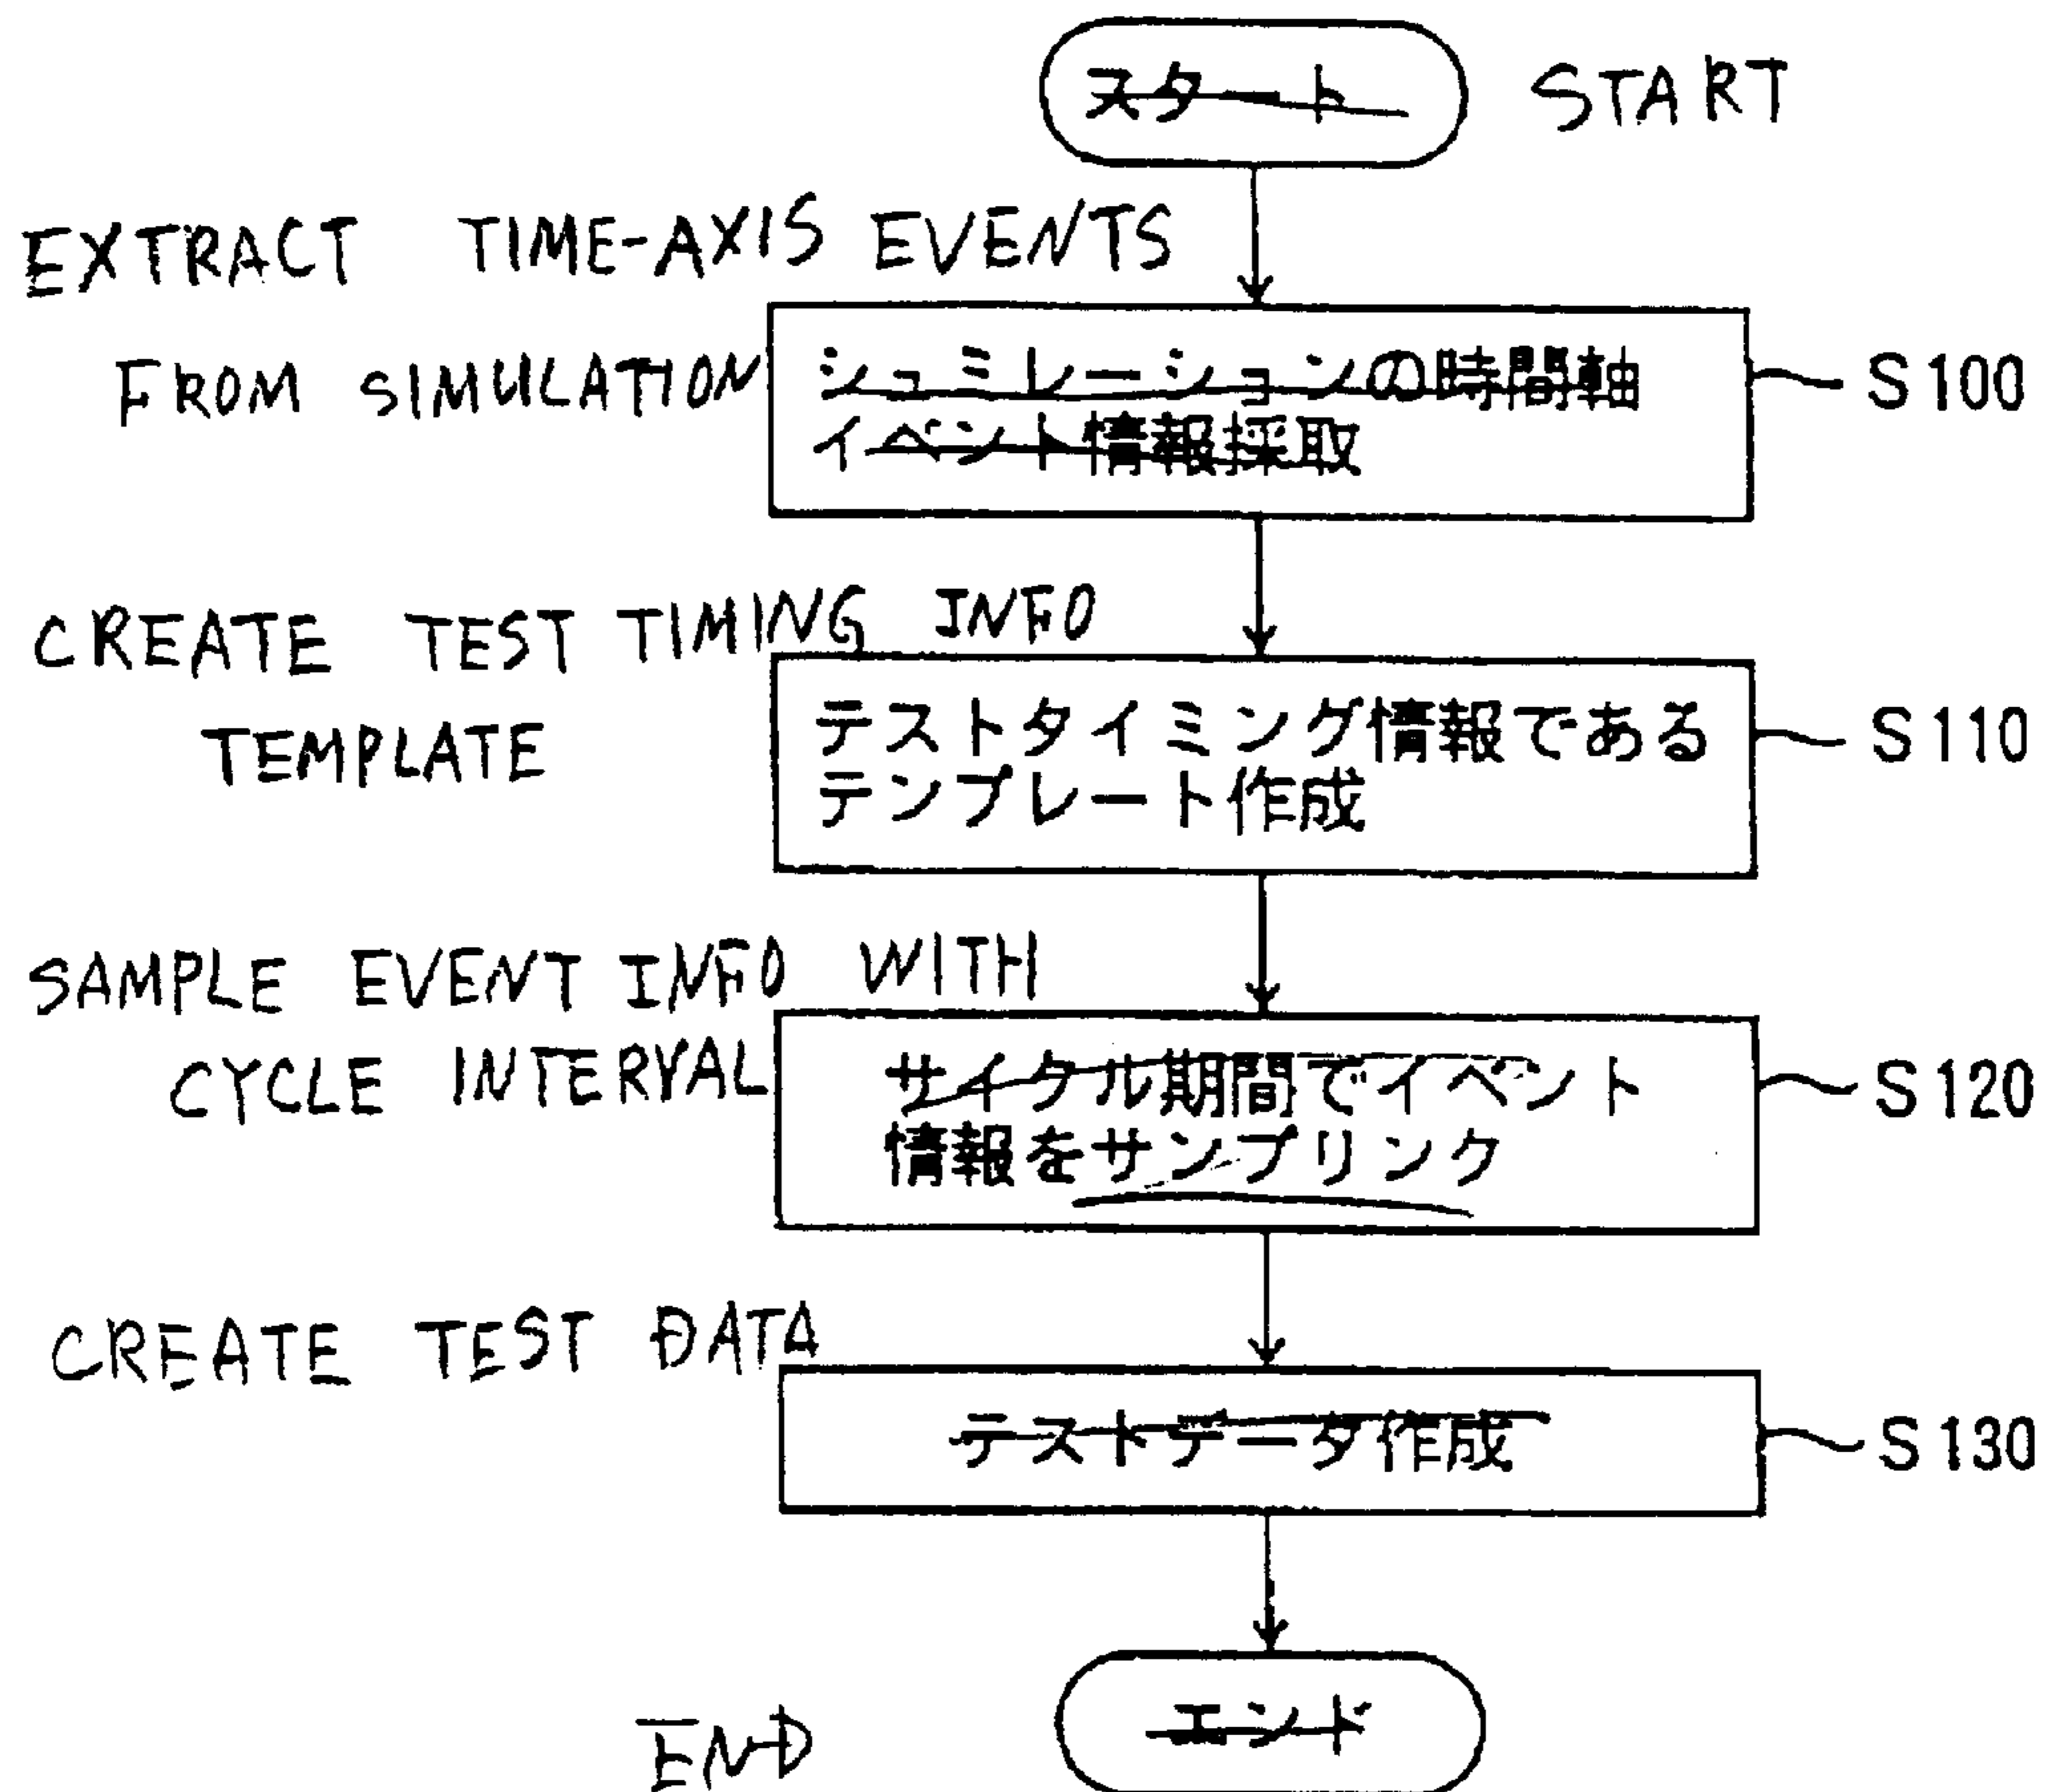 スタート START
EXTRACT TIME-AXIS EVENTS
FROM SIMULATION
シュミレーションの時間軸
イベント情報採取
S100
CREATE TEST TIMING INFO
TEMPLATE
テストタイミング情報である
テンプレート作成
S110
SAMPLE EVENT INFO WITH
CYCLE INTERVAL
サイクル期間でイベント
情報をサンプリンク
S120
CREATE TEST DATA
テストデータ作成
S130
END エンド